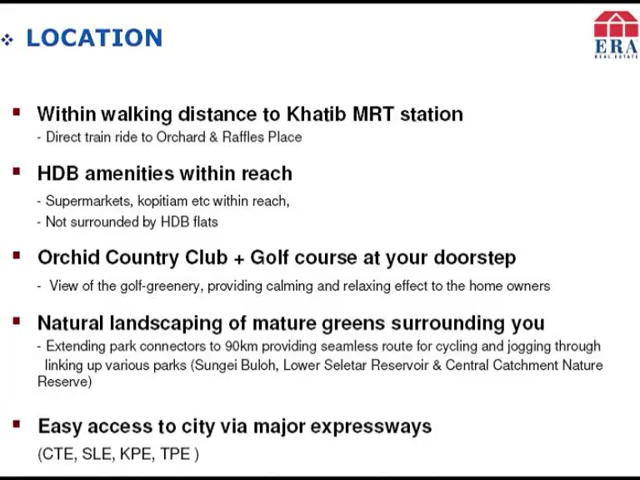 LOCATION
ERA
REAL ESTATE
Within walking distance to Khatib MRT station
- Direct train ride to Orchard & Raffles Place
HDB amenities within reach
- Supermarkets, kopitiam etc within reach,
- Not surrounded by HDB flats
Orchid Country Club + Golf course at your doorstep
- View of the golf-greenery, providing calming and relaxing effect to the home owners
Natural landscaping of mature greens surrounding you
- Extending park connectors to 90km providing seamless route for cycling and jogging through
linking up various parks (Sungei Buloh, Lower Seletar Reservoir & Central Catchment Nature
Reserve)
Easy access to city via major expressways
(CTE, SLE, KPE, TPE )